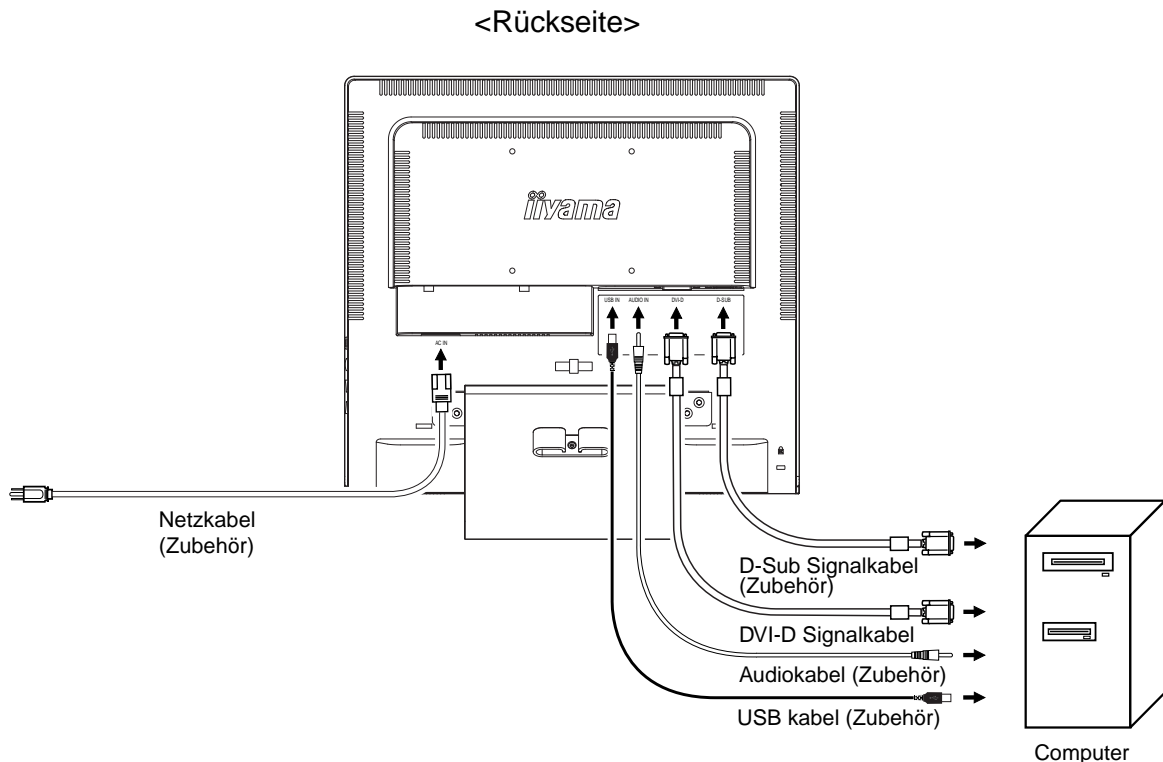 <Rückseite>
iiyama
USB IN AUDIO IN DVI-D D-SUB
AC IN
Netzkabel
(Zubehör)
D-Sub Signalkabel
(Zubehör)
DVI-D Signalkabel
Audiokabel (Zubehör)
USB kabel (Zubehör)
Computer